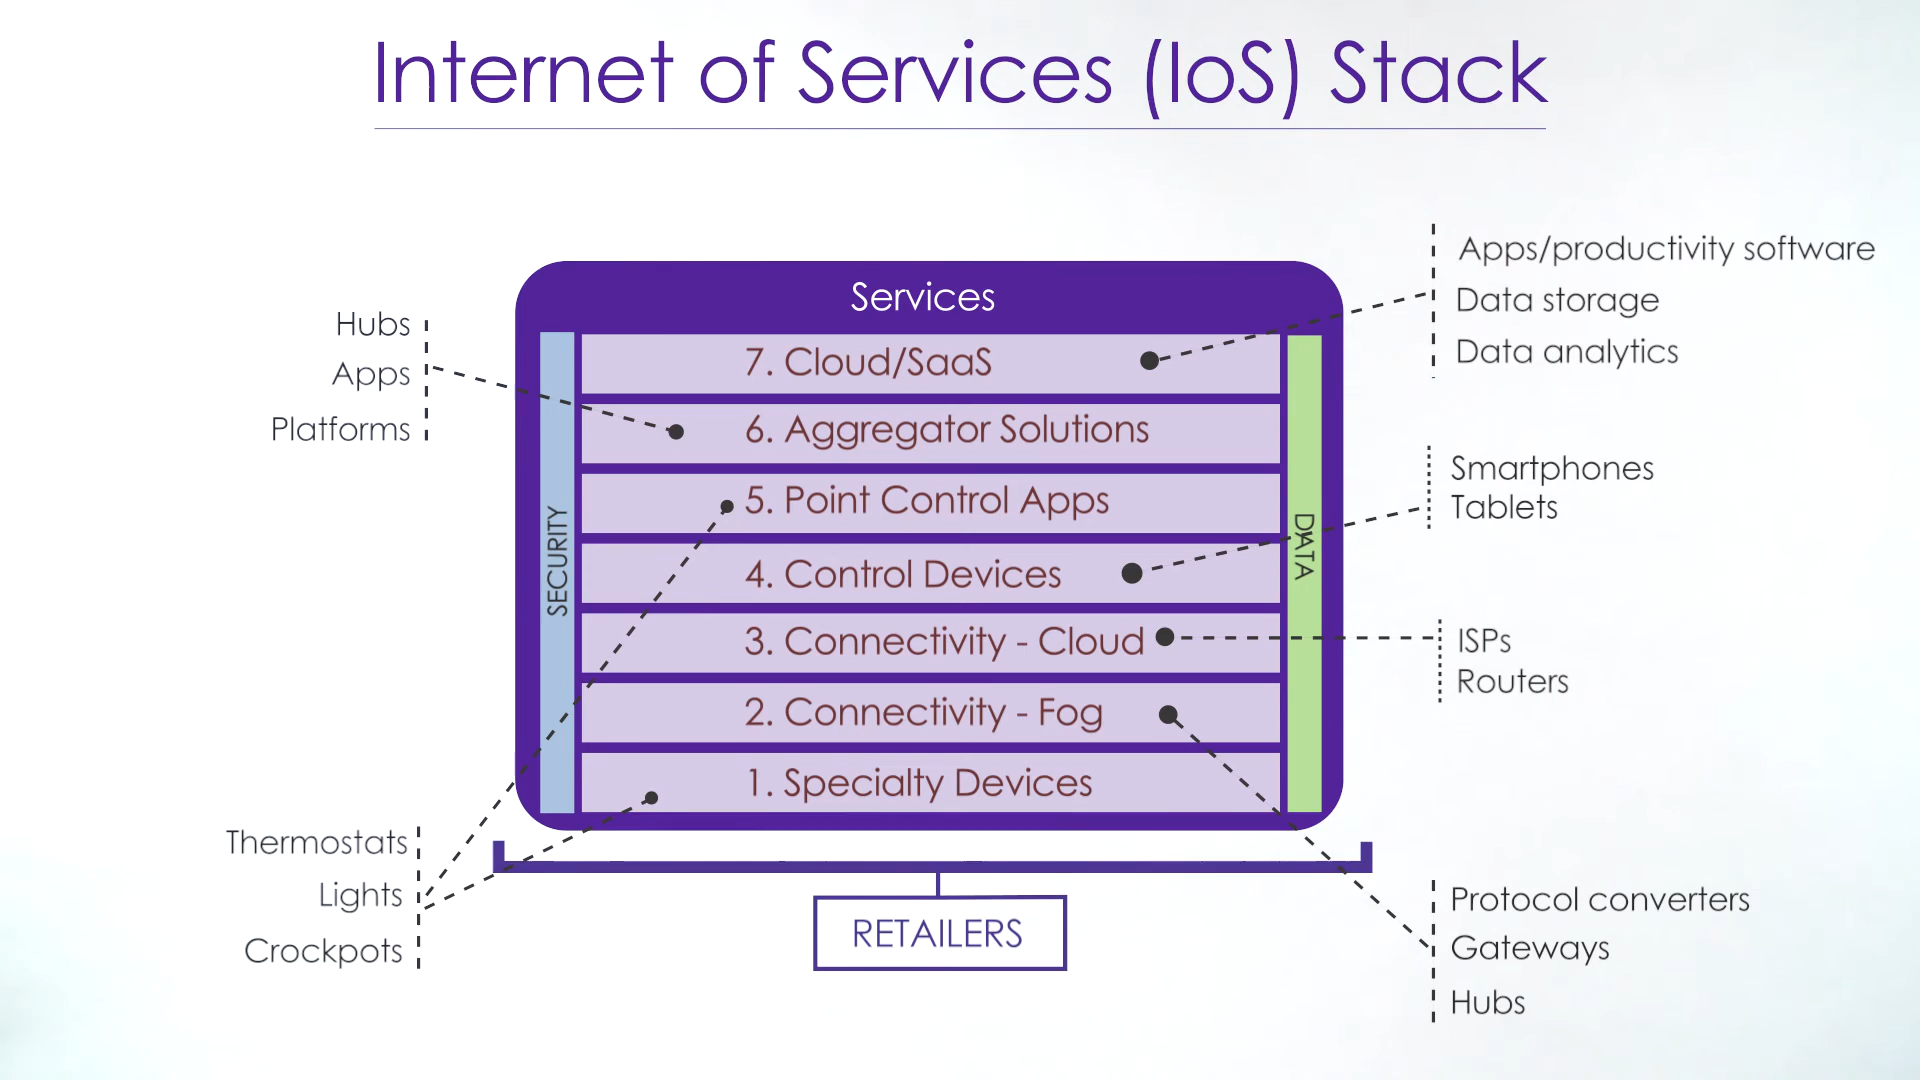 Internet of Services (IoS) Stack
Services
7. Cloud/SaaS
6. Aggregator Solutions
5. Point Control Apps
4. Control Devices
3. Connectivity - Cloud
2. Connectivity - Fog
1. Specialty Devices
SECURITY
DATA
Hubs
Apps
Platforms
Thermostats
Lights
Crockpots
Apps/productivity software
Data storage
Data analytics
Smartphones
Tablets
ISPs
Routers
Protocol converters
Gateways
Hubs
RETAILERS